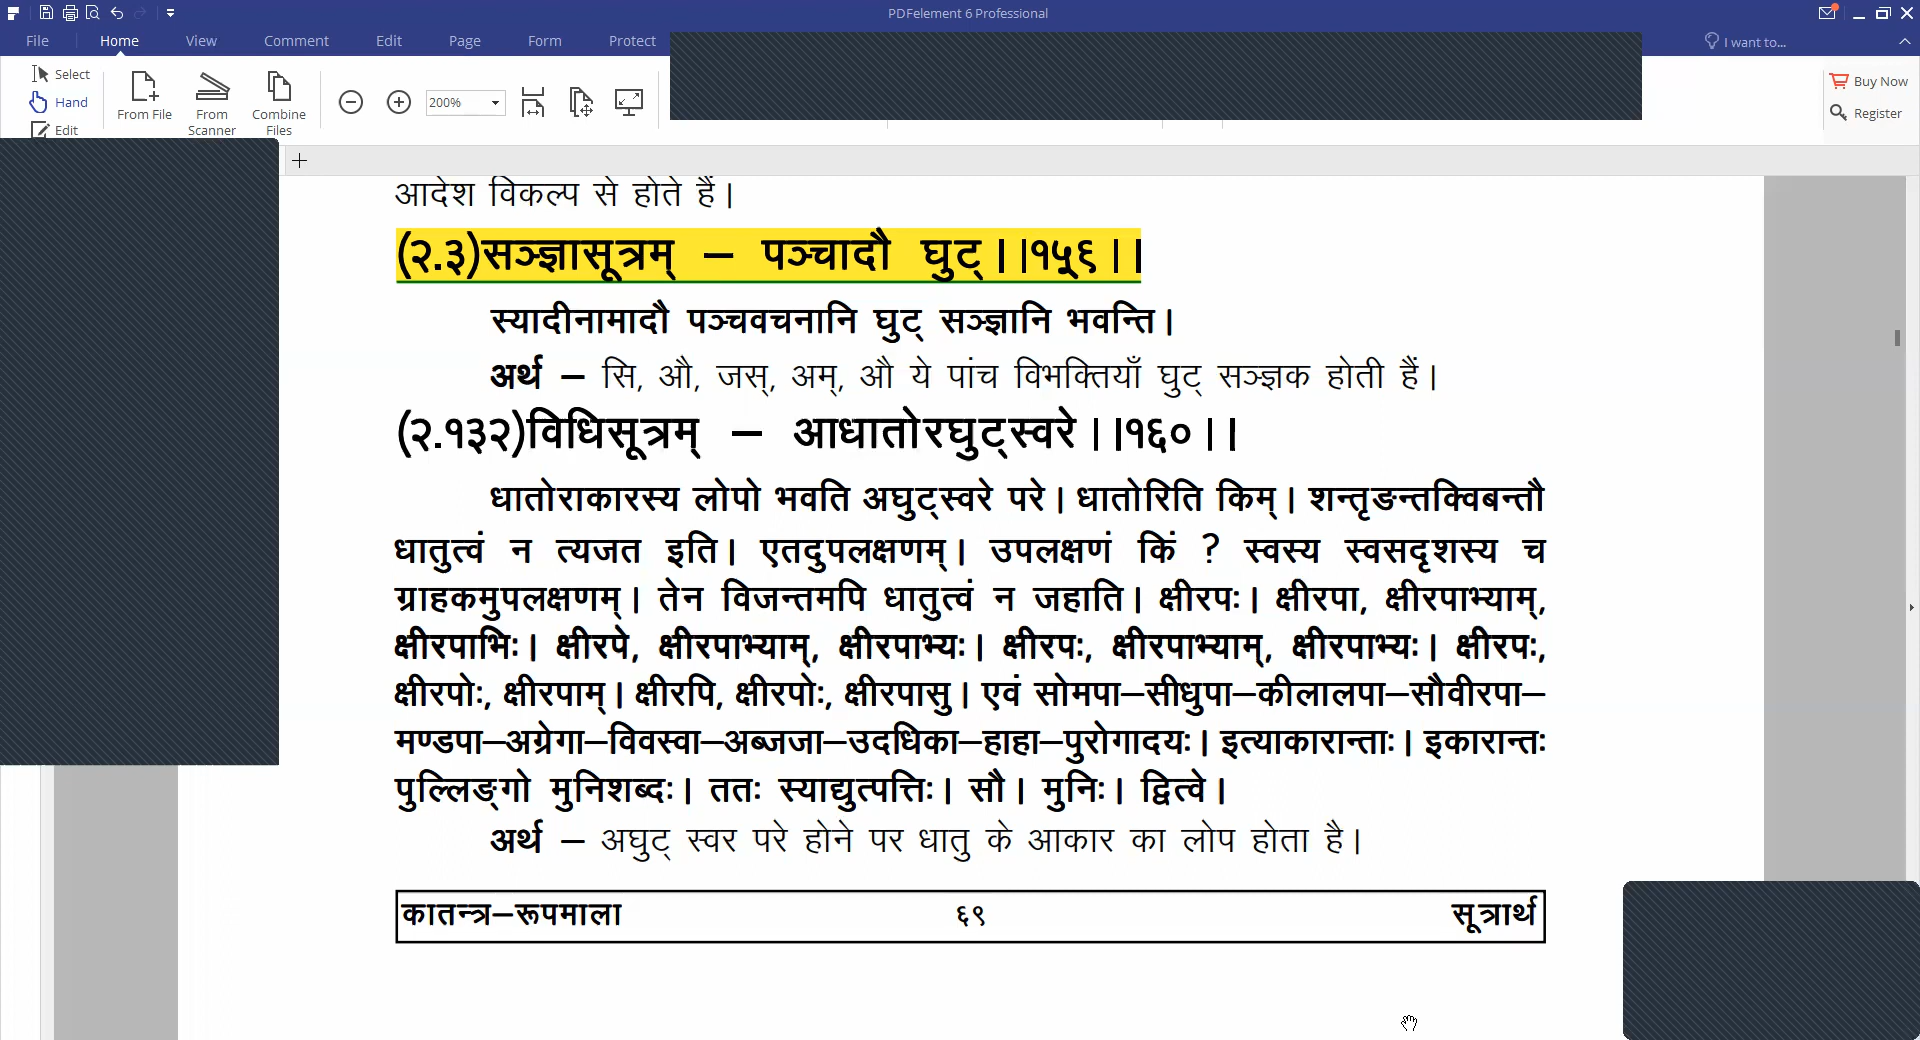 PDFelement 6 Professional
File Home View Comment Edit Page Form Protect I want to...
Select
Hand
Edit
From File
From Scanner
Combine Files
200%
Buy Now
Register
आदेश विकल्प से होते हैं।
(२.३)सञ्ज्ञासूत्रम् – पञ्चादौ घुट्।।१५६।।
स्यादीनामादौ पञ्चवचनानि घुट् सञ्ज्ञानि भवन्ति।
अर्थ – सि, औ, जस्, अम्, औ ये पांच विभक्तियाँ घुट् सञ्ज्ञक होती हैं।
(२.१३२)विधिसूत्रम् – आधातोरघुट्स्वरे।।१६०।।
धातोराकारस्य लोपो भवति अघुट्स्वरे परे। धातोरिति किम्। शन्तृङन्तक्विबन्तौ
धातुत्वं न त्यजत इति। एतदुपलक्षणम्। उपलक्षणं किं ? स्वस्य स्वसदृशस्य च
ग्राहकमुपलक्षणम्। तेन विजन्तमपि धातुत्वं न जहाति। क्षीरपः। क्षीरपा, क्षीरपाभ्याम्,
क्षीरपाभिः। क्षीरपे, क्षीरपाभ्याम्, क्षीरपाभ्यः। क्षीरपः, क्षीरपाभ्याम्, क्षीरपाभ्यः। क्षीरपः,
क्षीरपोः, क्षीरपाम्। क्षीरपि, क्षीरपोः, क्षीरपासु। एवं सोमपा–सीधुपा–कीलालपा–सौवीरपा–
मण्डपा–अग्रेगा–विवस्वा–अब्जजा–उदधिका–हाहा–पुरोगादयः। इत्याकारान्ताः। इकारान्तः
पुल्लिङ्गो मुनिशब्दः। ततः स्याद्युत्पत्तिः। सौ। मुनिः। द्वित्वे।
अर्थ – अघुट् स्वर परे होने पर धातु के आकार का लोप होता है।
कातन्त्र–रूपमाला ६९ सूत्रार्थ